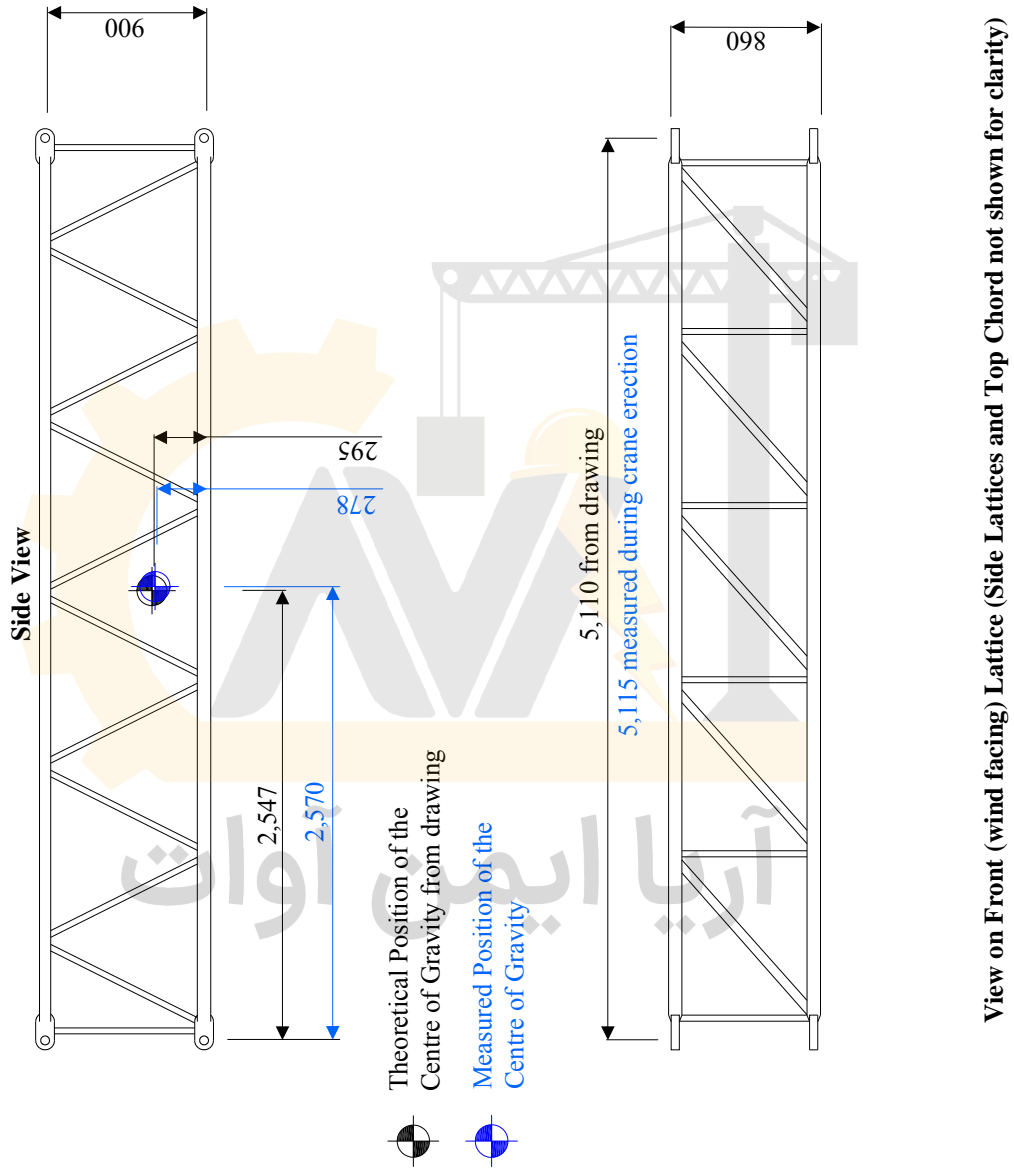 Side View
900
295
278
2,547
2,570
Theoretical Position of the
Centre of Gravity from drawing
Measured Position of the
Centre of Gravity
860
5,110 from drawing
5,115 measured during crane erection
View on Front (wind facing) Lattice (Side Lattices and Top Chord not shown for clarity)
آریا ایمن آوات